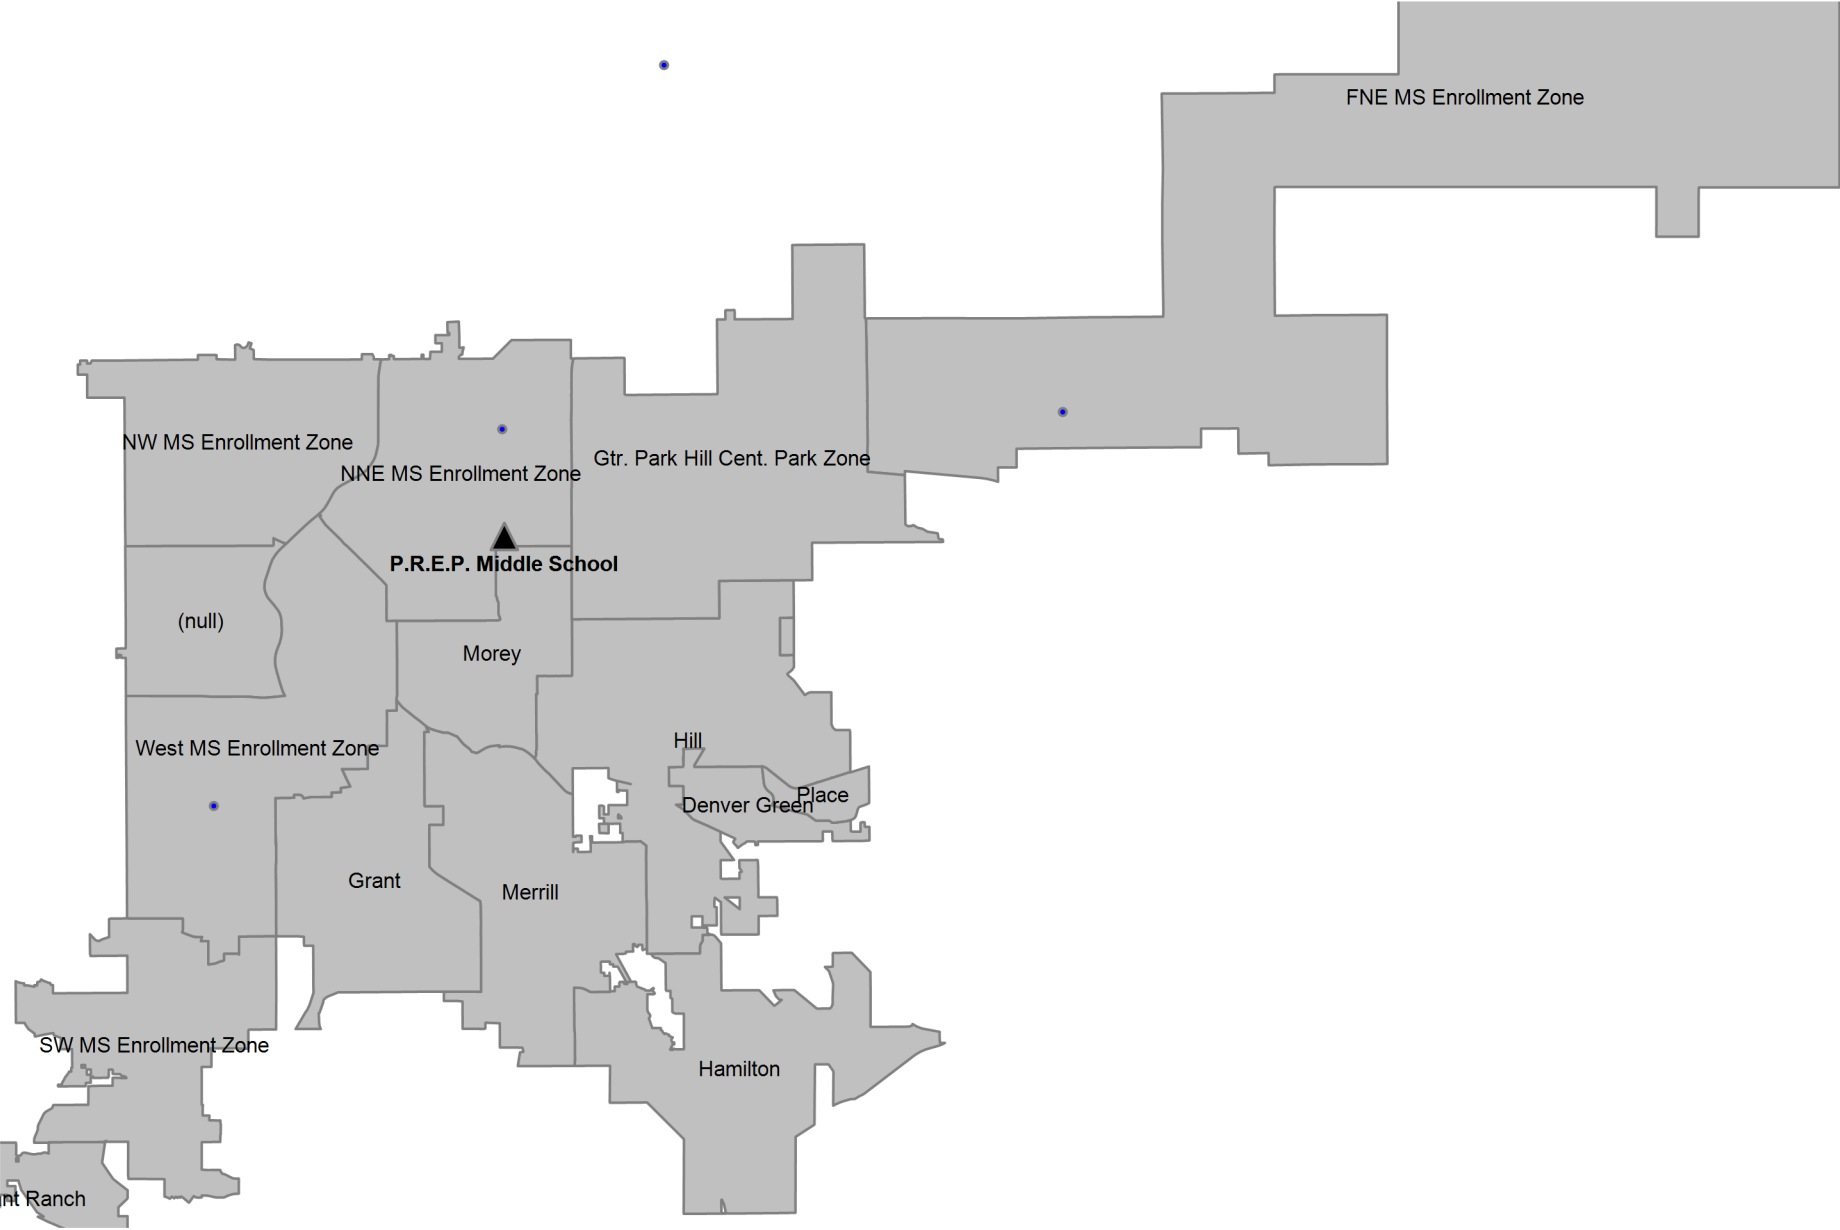 FNE MS Enrollment Zone
NW MS Enrollment Zone
Gtr. Park Hill Cent. Park Zone
NNE MS Enrollment Zone
P.R.E.P. Middle School
(null)
Morey
Hill
West MS Enrollment Zone
Place
Denver Green
Grant
Merrill
SW MS Enrollment Zone
Hamilton
nt Ranch